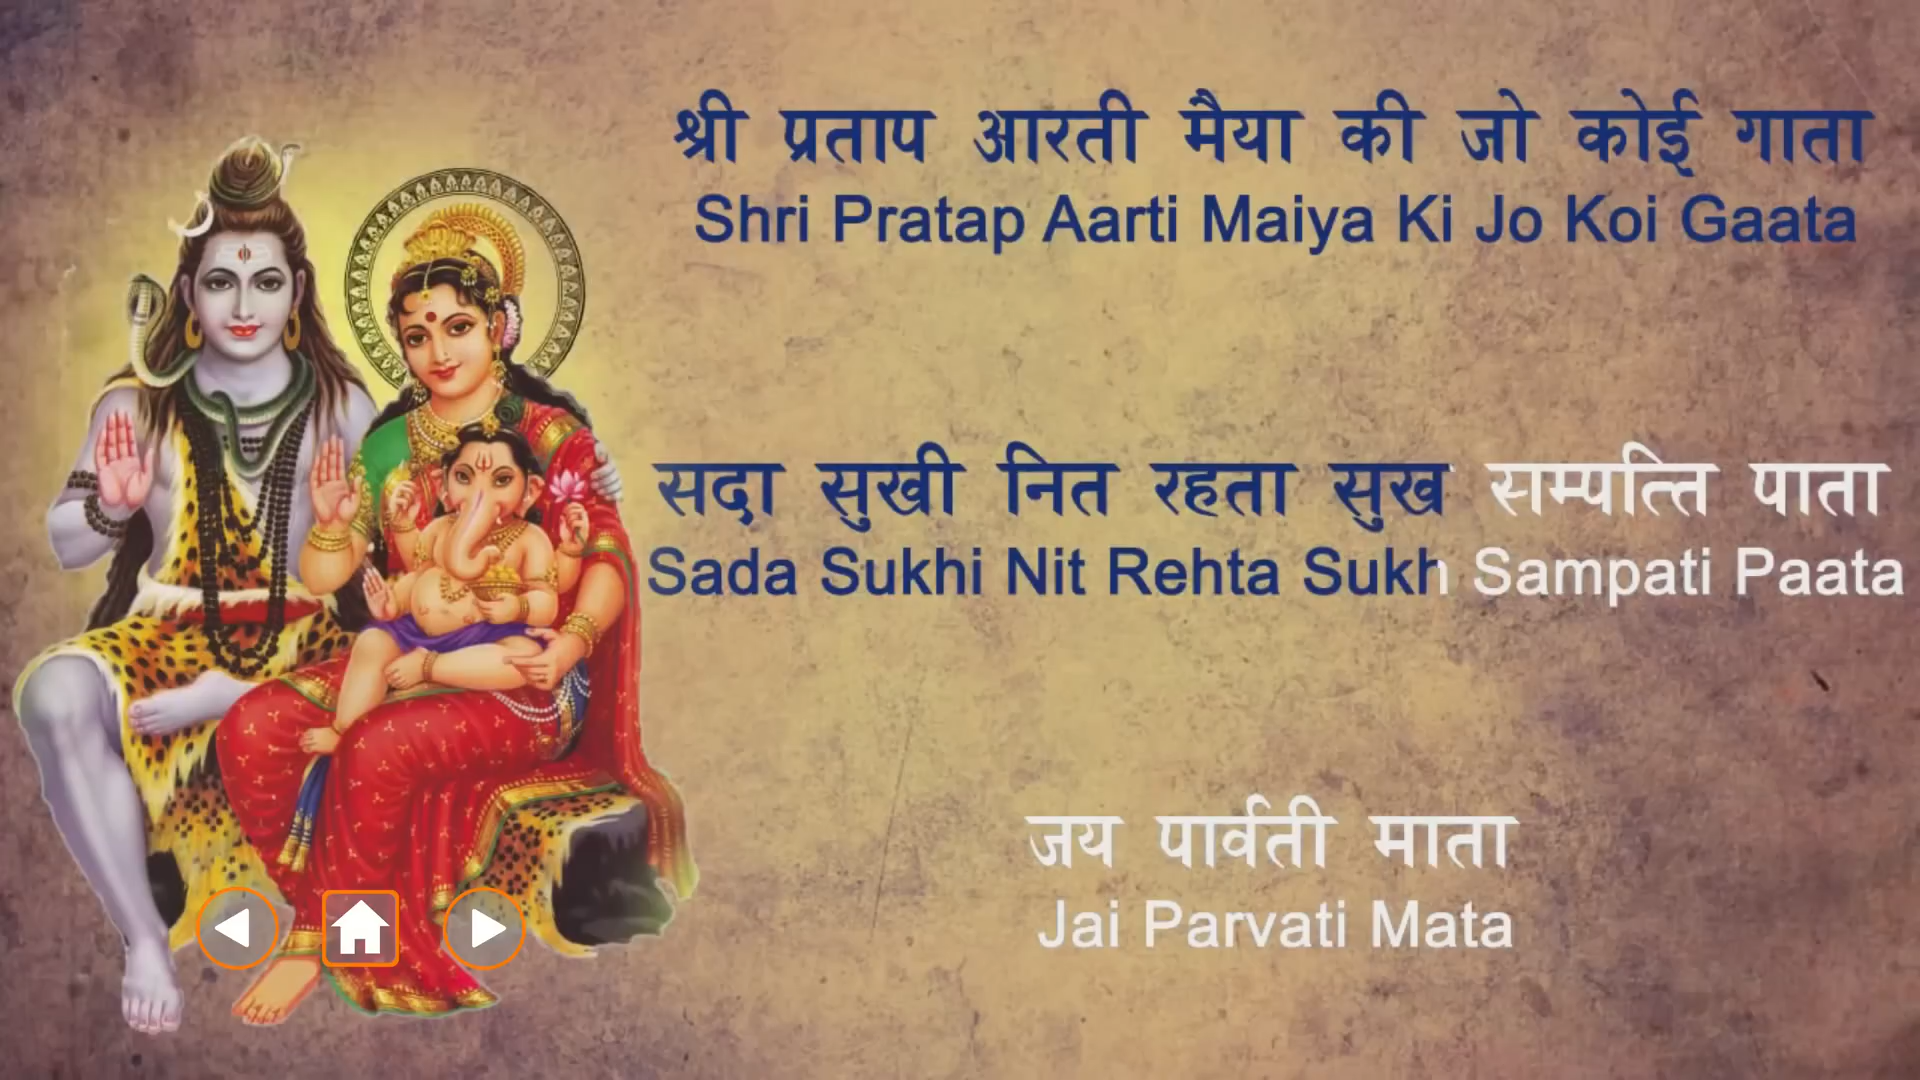 श्री प्रताप आरती मैया की जो कोई गाता
Shri Pratap Aarti Maiya Ki Jo Koi Gaata
सदा सुखी नित रहता सुख सम्पत्ति पाता
Sada Sukhi Nit Rehta Sukh Sampati Paata
जय पार्वती माता
Jai Parvati Mata